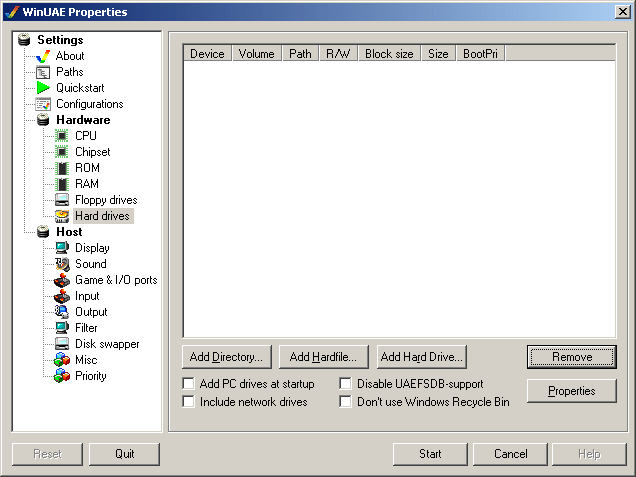 WinUAE Properties
Settings
About
Paths
Quickstart
Configurations
Hardware
CPU
Chipset
ROM
RAM
Floppy drives
Hard drives
Host
Display
Sound
Game & I/O ports
Input
Output
Filter
Disk swapper
Misc
Priority
Device Volume Path R/W Block size Size BootPri
Add Directory... Add Hardfile... Add Hard Drive... Remove
Add PC drives at startup Disable UAEFSDB-support
Include network drives Don't use Windows Recycle Bin
Properties
Reset Quit Start Cancel Help